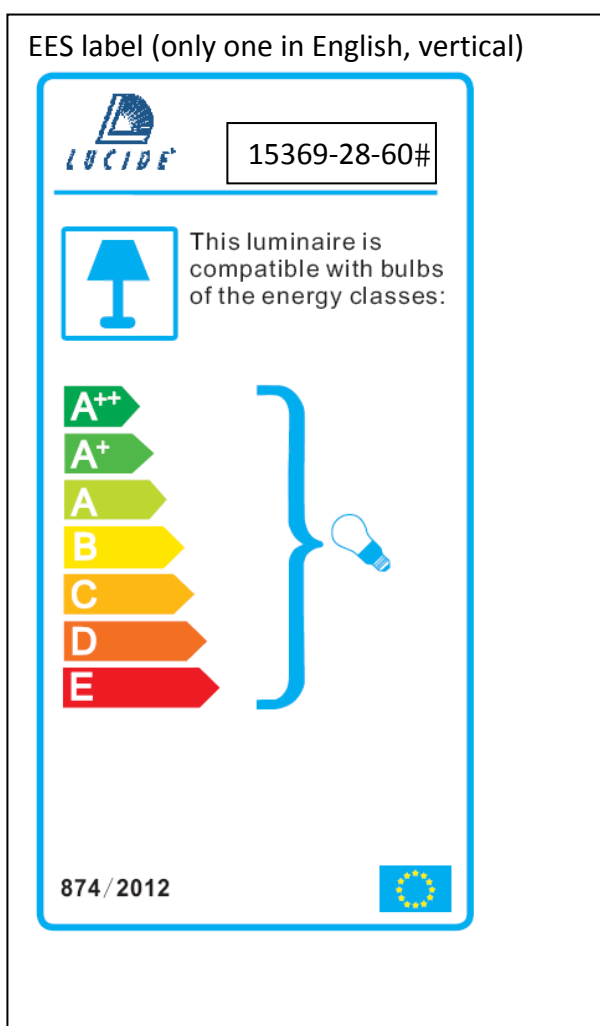 EES label (only one in English, vertical)
LUCIDE
15369-28-60#
This luminaire is
compatible with bulbs
of the energy classes:
A++
A+
A
B
C
D
E
874/2012